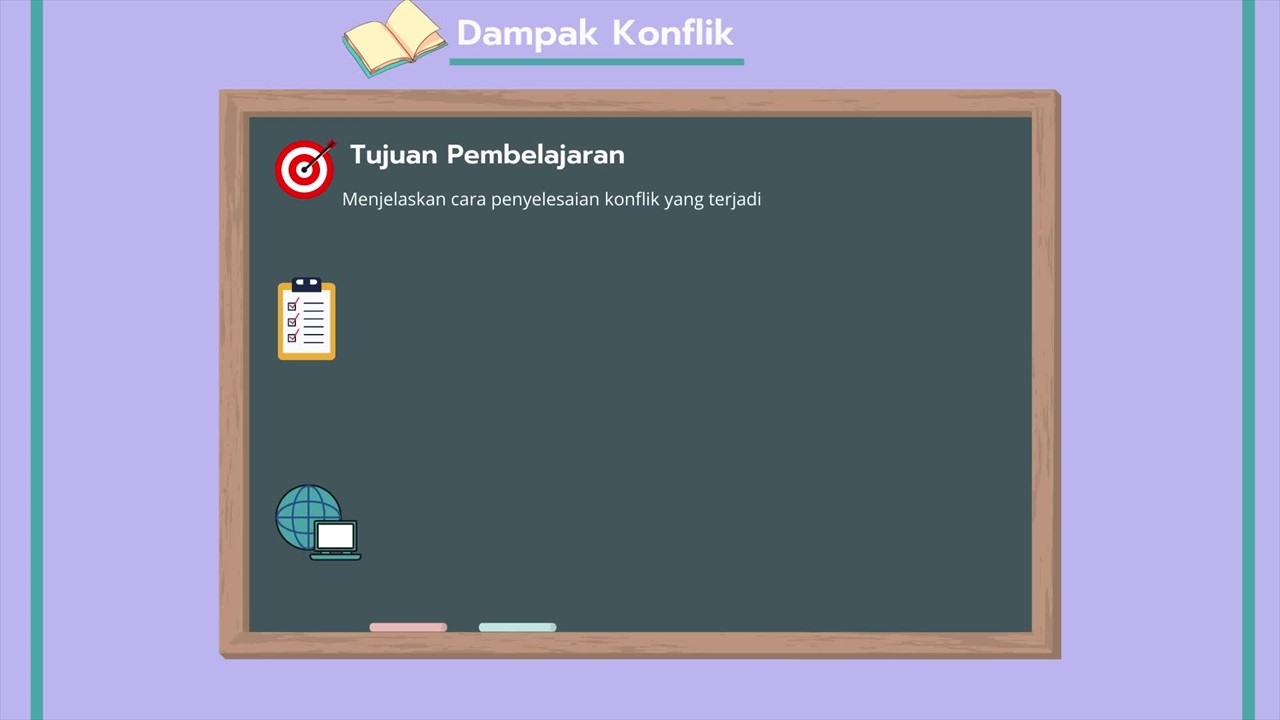 Dampak Konflik
Tujuan Pembelajaran
Menjelaskan cara penyelesaian konflik yang terjadi